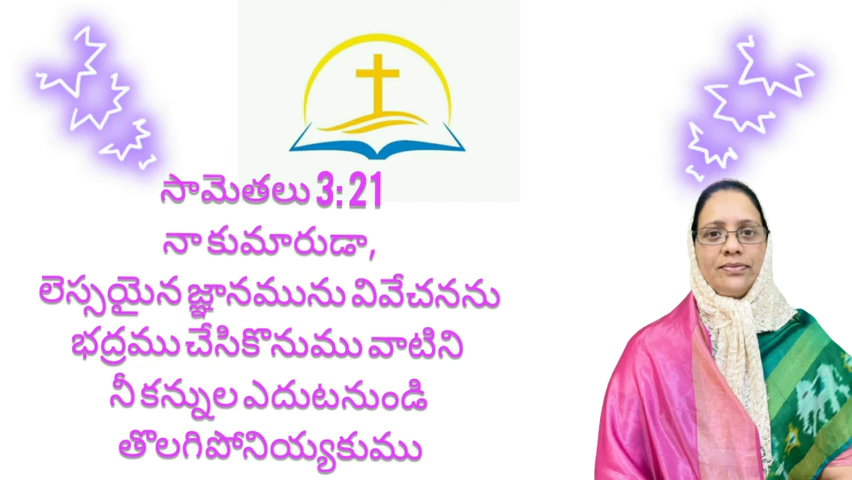 సామెతలు 3:21
నా కుమారుడా,
లెస్సయైన జ్ఞానమును వివేచనను
భద్రము చేసికొనుము వాటిని
నీ కన్నుల ఎదుటనుండి
తొలగిపోనియ్యకుము